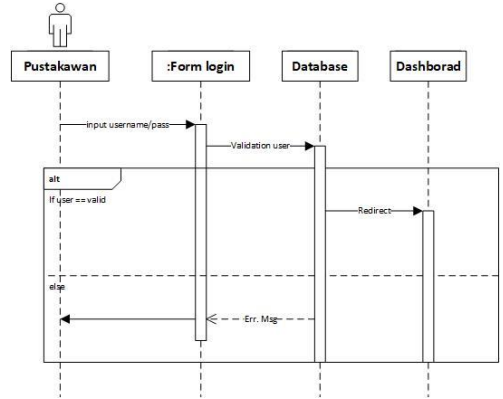 Pustakawan
:Form login
Database
Dashborad
input username/pass
Validation user
alt
If user == valid
Redirect
else
Err. Msg